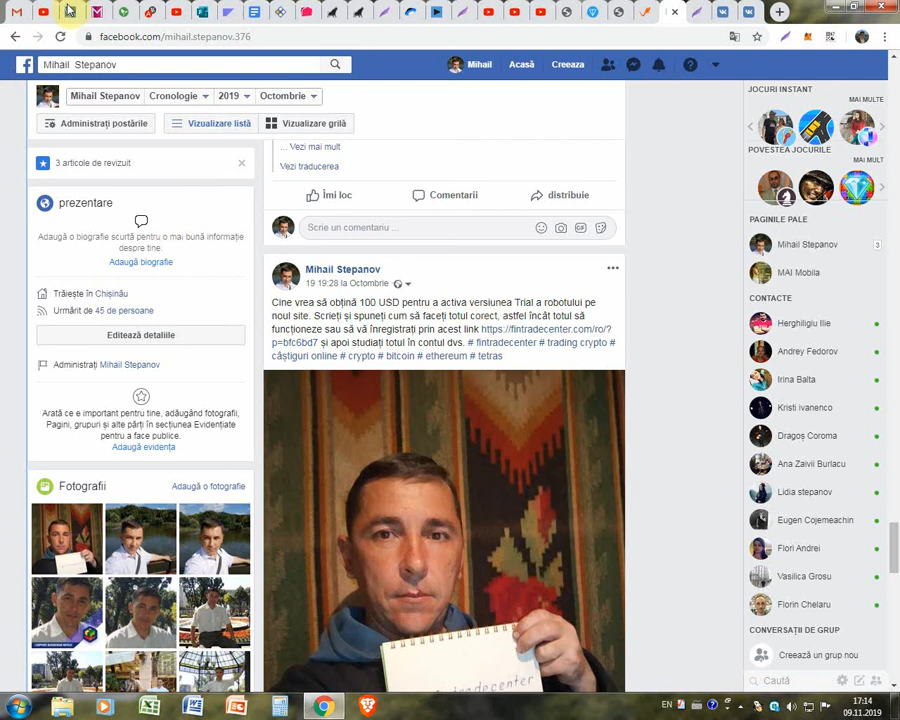 facebook.com/mihail.stepanov.376
Mihail Stepanov
Mihail
Acasă
Creeaza
Mihail Stepanov
Cronologie
2019
Octombrie
Administrați postările
Vizualizare listă
Vizualizare grilă
3 articole de revizuit
prezentare
Adaugă o biografie scurtă pentru o mai bună informație
despre tine.
Adaugă biografie
Trăiește în Chișinău
Urmărit de 45 de persoane
Editează detaliile
Administrați Mihail Stepanov
Arată ce e important pentru tine, adăugând fotografii,
Pagini, grupuri și alte părți în secțiunea Evidențiate
pentru a face publice.
Adaugă evidența
Fotografii
Adaugă o fotografie
... Vezi mai mult
Vezi traducerea
Îmi loc
Comentarii
distribuie
Scrie un comentariu ...
Mihail Stepanov
19 19:28 la Octombrie
Cine vrea să obțină 100 USD pentru a activa versiunea Trial a robotului pe
noul site. Scrieți și spuneți cum să faceți totul corect, astfel încât totul să
funcționeze sau să vă înregistrați prin acest link https://fintradecenter.com/ro/?
p=bfc6bd7 și apoi studiați totul în contul dvs. # fintradecenter # trading crypto #
câștiguri online # crypto # bitcoin # ethereum # tetras
fintradecenter
JOCURI INSTANT
MAI MULTE
POVESTEA JOCURILE
MAI MULT
PAGINILE PALE
Mihail Stepanov
3
MAI Mobila
CONTACTE
Herghiligiu Ilie
Andrey Fedorov
Irina Balta
Kristi ivanenco
Dragoș Coroma
Ana Zaivii Burlacu
Lidia stepanov
Eugen Cojemeachin
Flori Andrei
Vasilica Grosu
Florin Chelaru
CONVERSAȚII DE GRUP
Creează un grup nou
Caută
EN
17:14
09.11.2019